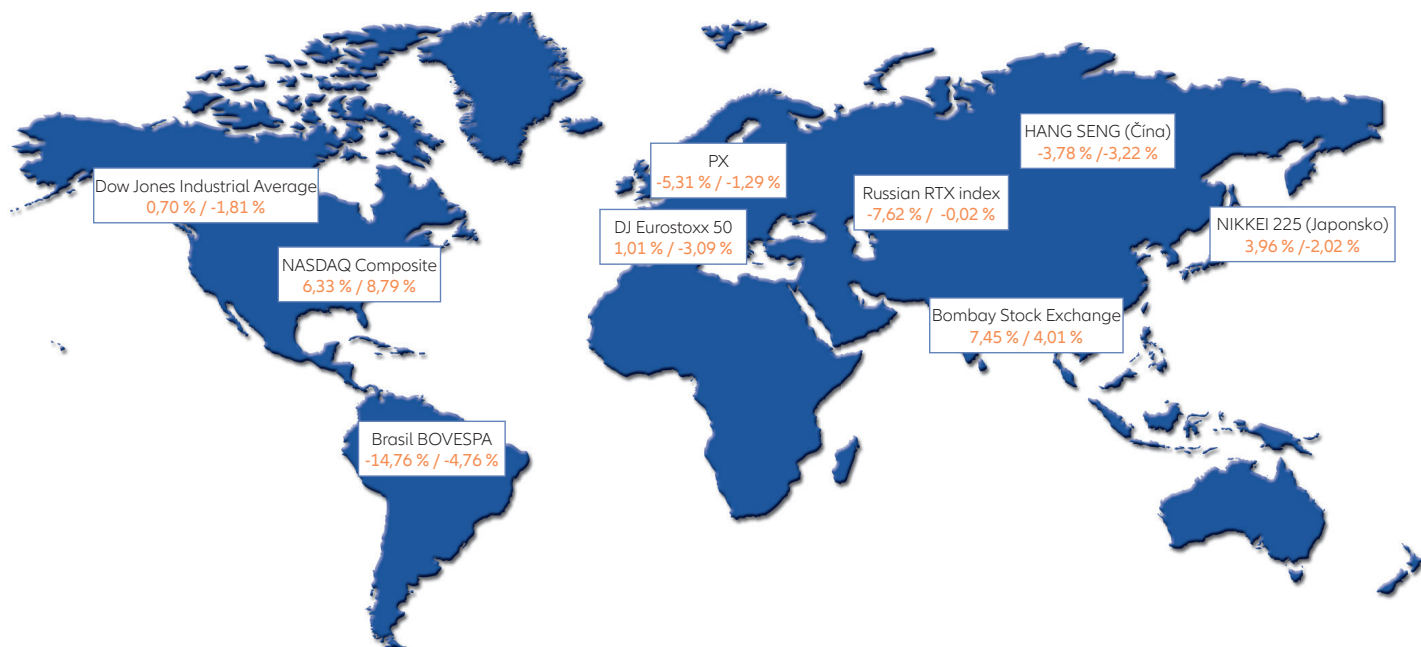 HANG SENG (Čína)
-3,78 % /-3,22 %
PX
-5,31 % / -1,29 %
Dow Jones Industrial Average
0,70 % / -1,81 %
Russian RTX index
-7,62 % /  -0,02 %
DJ Eurostoxx 50
1,01 % / -3,09 %
NIKKEI 225 (Japonsko)
3,96 % /-2,02 %
NASDAQ Composite
6,33 % / 8,79 %
Bombay Stock Exchange
7,45 % / 4,01 %
Brasil BOVESPA
-14,76 % / -4,76 %